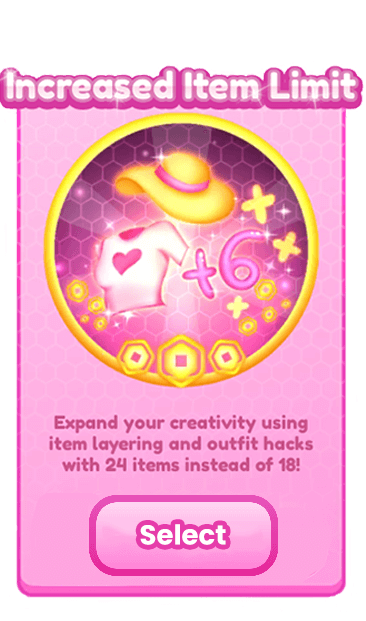 Increased Item Limit
+6
Expand your creativity using
item layering and outfit hacks
with 24 items instead of 18!
Select